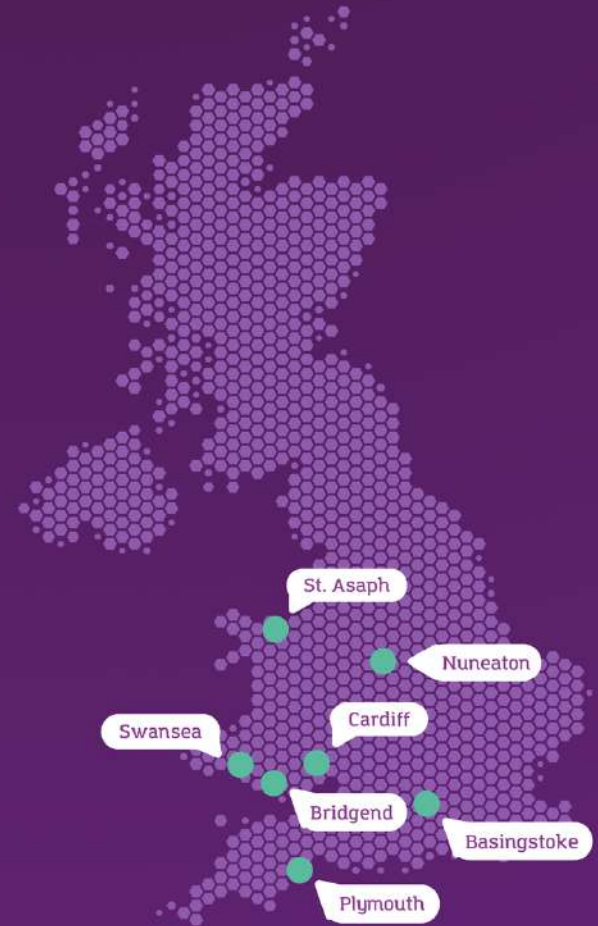 St. Asaph
Nuneaton
Cardiff
Swansea
Bridgend
Basingstoke
Plymouth